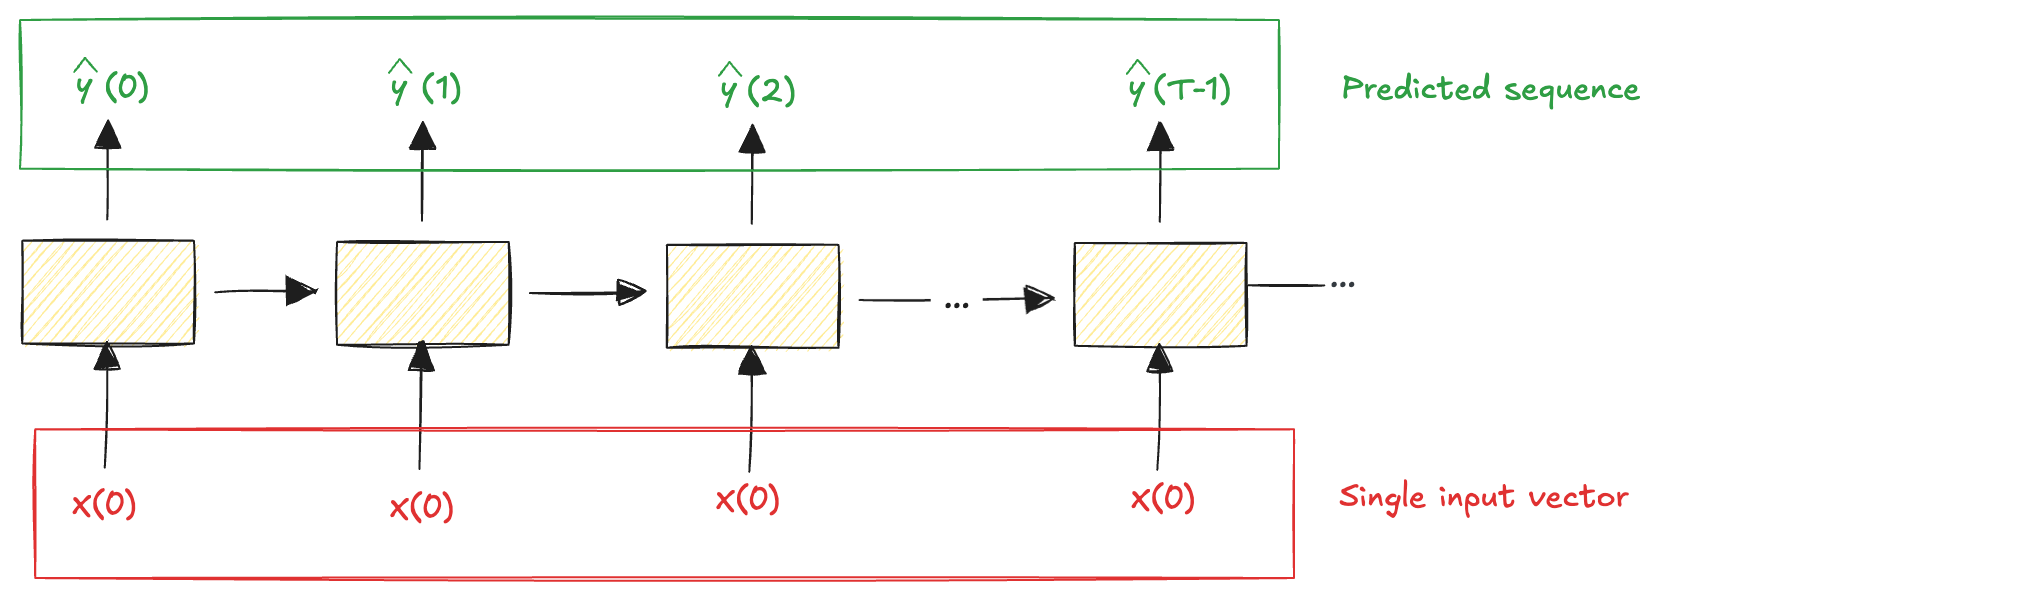 ŷ (0)
ŷ (1)
ŷ (2)
ŷ (T-1)
Predicted sequence
...
...
x(0)
x(0)
x(0)
x(0)
Single input vector